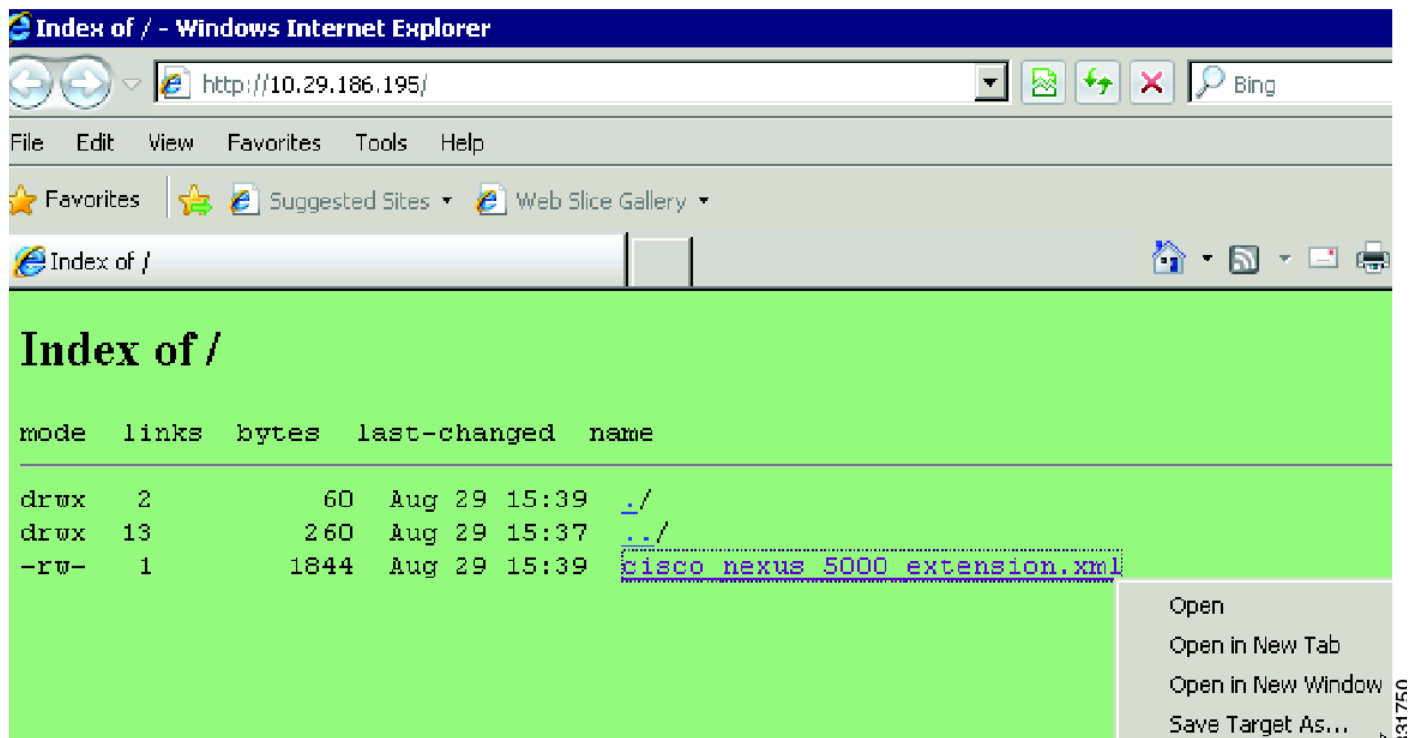 Index of / - Windows Internet Explorer
http://10.29.186.195/ Bing
File Edit View Favorites Tools Help
Favorites Suggested Sites Web Slice Gallery
Index of /
Index of /
mode links bytes last-changed name
drwx 2 60 Aug 29 15:39 ./
drwx 13 260 Aug 29 15:37 ../
-rw- 1 1844 Aug 29 15:39 cisco_nexus_5000_extension.xml
Open
Open in New Tab
Open in New Window
Save Target As...
331750